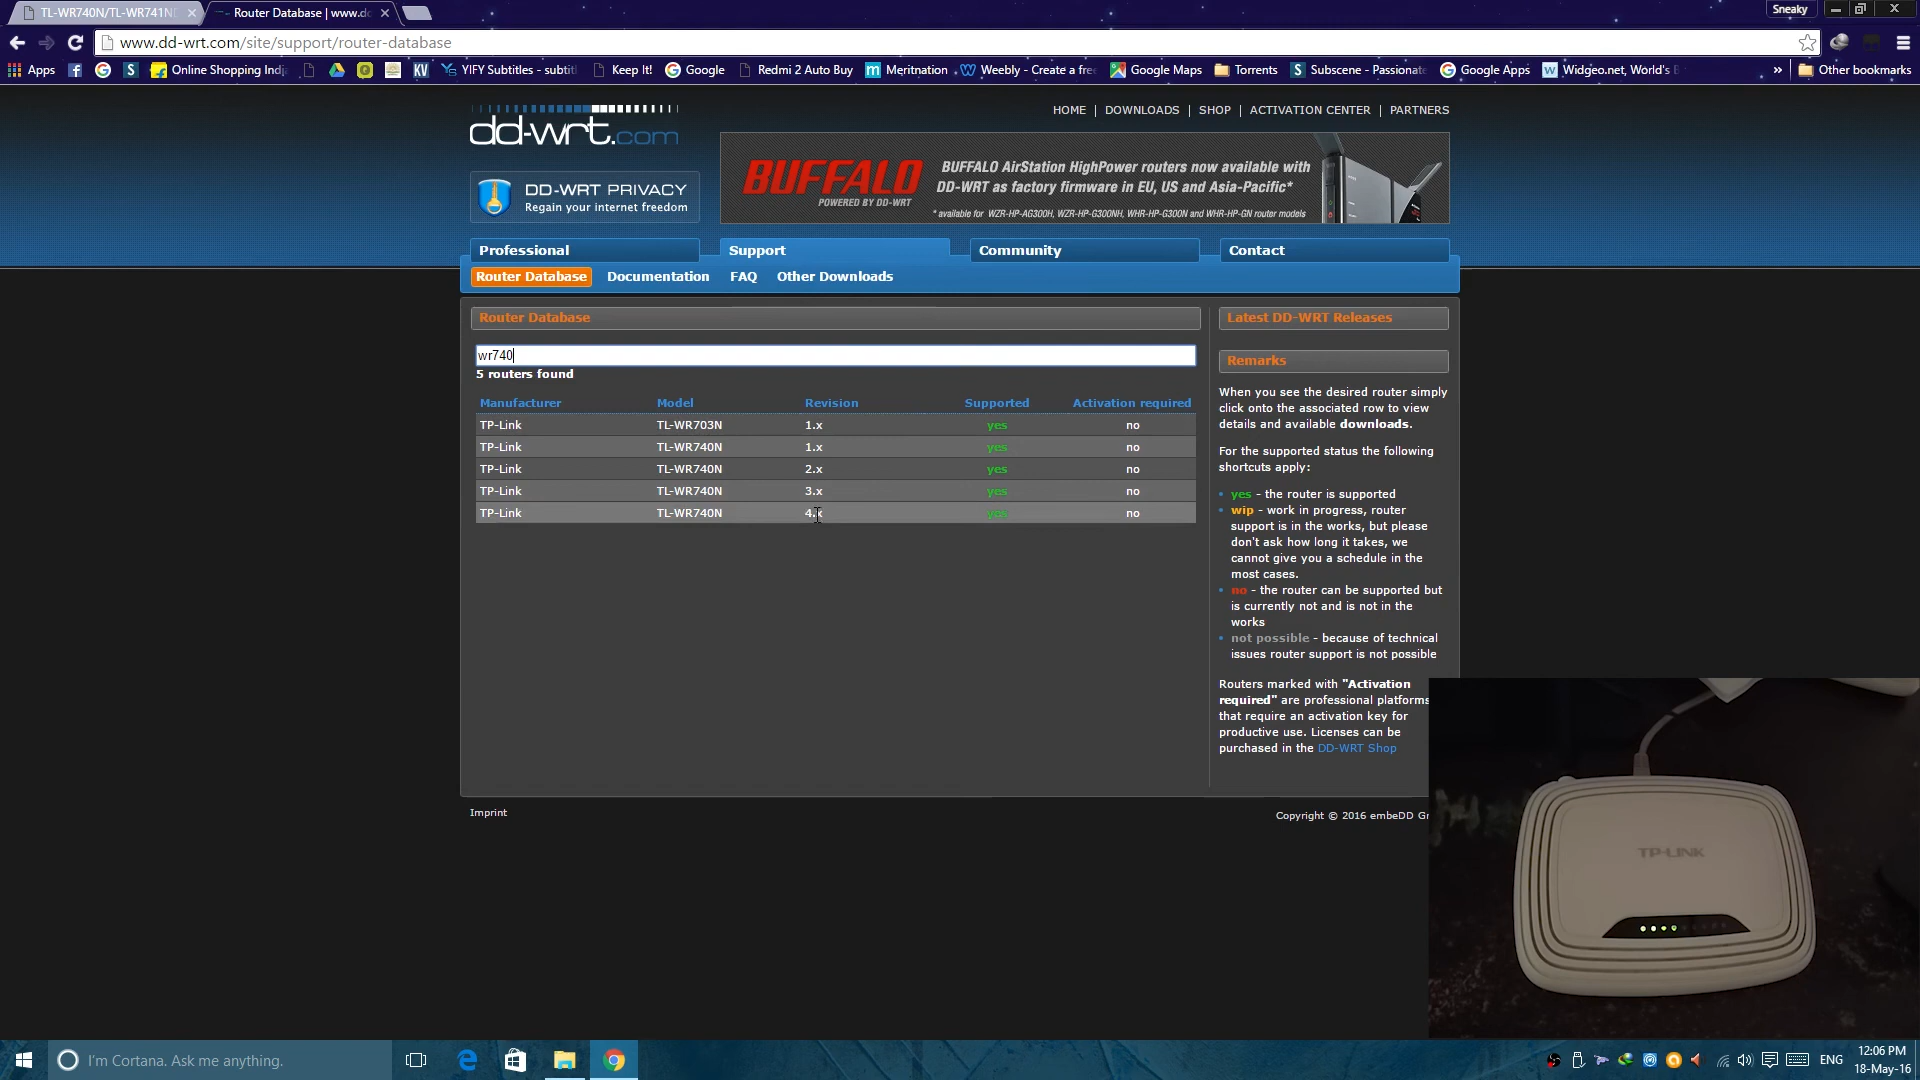 TL-WR740N/TL-WR741ND
Router Database | www.dd
Sneaky
www.dd-wrt.com/site/support/router-database
Apps
Online Shopping Indi
KV
YIFY Subtitles - subtit
Keep It!
Google
Redmi 2 Auto Buy
Meritnation
Weebly - Create a free
Google Maps
Torrents
Subscene - Passionate
Google Apps
Widgeo.net, World's B
»
Other bookmarks
dd-wrt.com
HOME | DOWNLOADS | SHOP | ACTIVATION CENTER | PARTNERS
DD-WRT PRIVACY
Regain your internet freedom
BUFFALO
POWERED BY DD-WRT
BUFFALO AirStation HighPower routers now available with
DD-WRT as factory firmware in EU, US and Asia-Pacific*
* available for WZR-HP-AG300H, WZR-HP-G300NH, WHR-HP-G300N and WHR-HP-GN router models
Professional
Support
Community
Contact
Router Database
Documentation
FAQ
Other Downloads
Router Database
wr740
5 routers found
Manufacturer Model Revision Supported Activation required
TP-Link TL-WR703N 1.x yes no
TP-Link TL-WR740N 1.x yes no
TP-Link TL-WR740N 2.x yes no
TP-Link TL-WR740N 3.x yes no
TP-Link TL-WR740N 4.x yes no
Latest DD-WRT Releases
Remarks
When you see the desired router simply
click onto the associated row to view
details and available downloads.
For the supported status the following
shortcuts apply:
yes - the router is supported
wip - work in progress, router
support is in the works, but please
don't ask how long it takes, we
cannot give you a schedule in the
most cases.
no - the router can be supported but
is currently not and is not in the
works
not possible - because of technical
issues router support is not possible
Routers marked with "Activation
required" are professional platforms
that require an activation key for
productive use. Licenses can be
purchased in the DD-WRT Shop
Imprint
Copyright © 2016 embeDD G
TP-LINK
I'm Cortana. Ask me anything.
ENG
12:06 PM
18-May-16